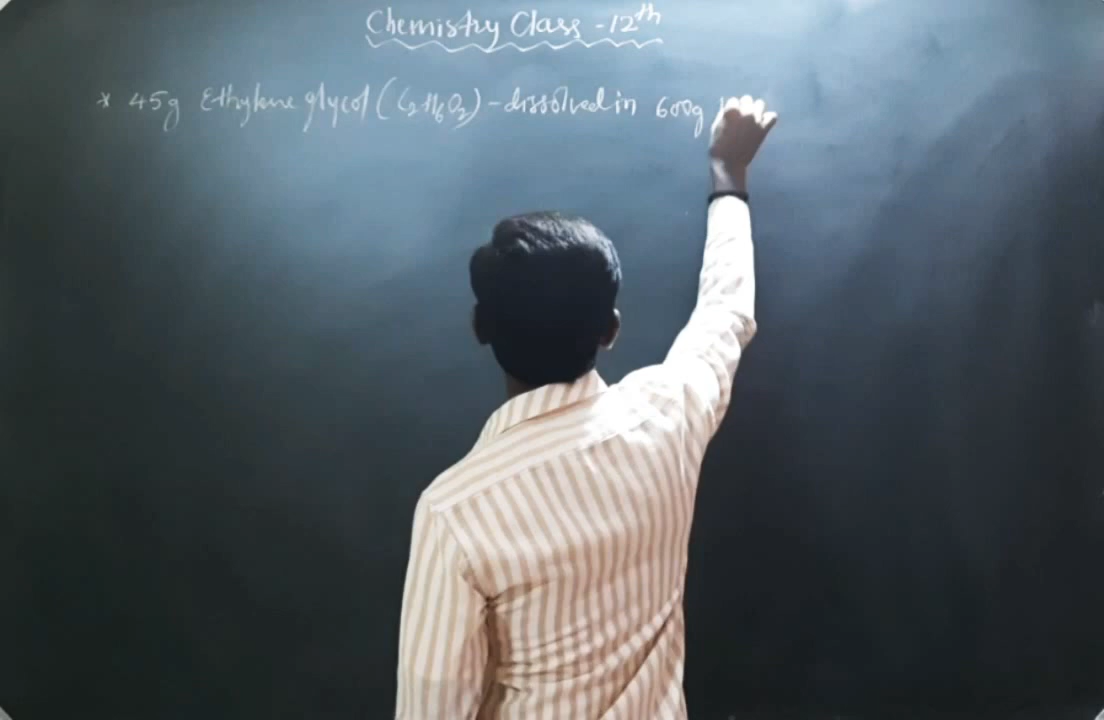 Chemistry Class - 12th
* 45g Ethylene glycol (C2H6O2) - dissolved in 600g